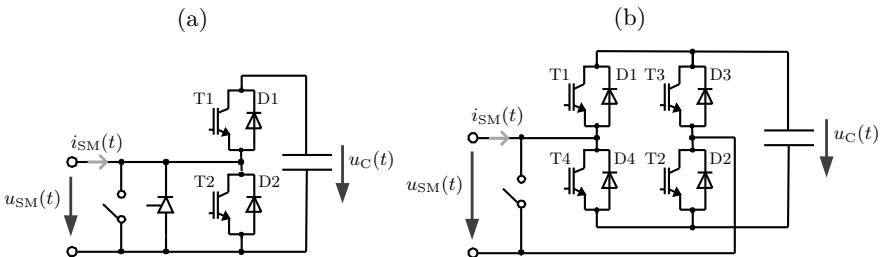 (a)
T1 D1
i_SM(t)
u_C(t)
T2 D2
u_SM(t)
(b)
T1 D1 T3 D3
i_SM(t)
u_C(t)
T4 D4 T2 D2
u_SM(t)